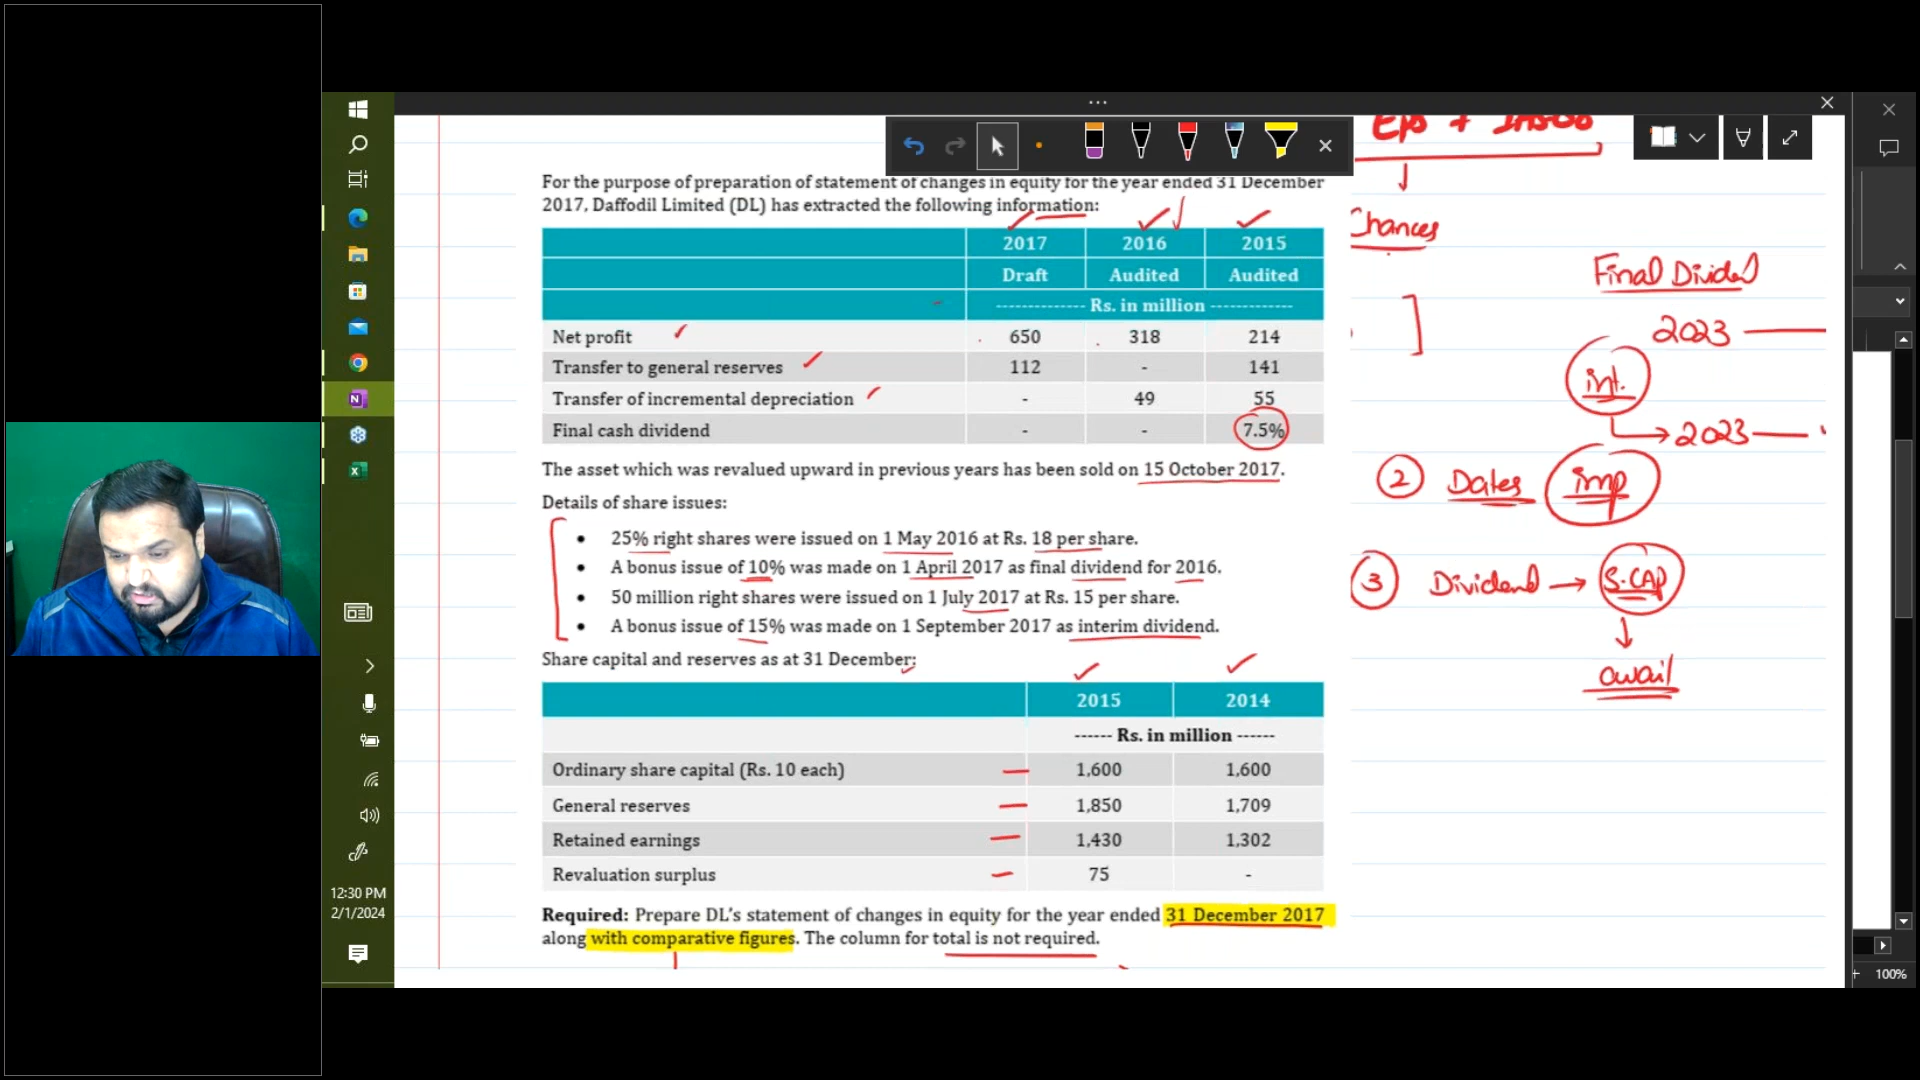 Eps + IAS08
For the purpose of preparation of statement of changes in equity for the year ended 31 December
2017, Daffodil Limited (DL) has extracted the following information:
2017 2016 2015
Draft Audited Audited
--------------- Rs. in million --------------
Net profit 650 318 214
Transfer to general reserves 112 - 141
Transfer of incremental depreciation - 49 55
Final cash dividend - - 7.5%
The asset which was revalued upward in previous years has been sold on 15 October 2017.
Details of share issues:
• 25% right shares were issued on 1 May 2016 at Rs. 18 per share.
• A bonus issue of 10% was made on 1 April 2017 as final dividend for 2016.
• 50 million right shares were issued on 1 July 2017 at Rs. 15 per share.
• A bonus issue of 15% was made on 1 September 2017 as interim dividend.
Share capital and reserves as at 31 December:
2015 2014
------ Rs. in million ------
Ordinary share capital (Rs. 10 each) 1,600 1,600
General reserves 1,850 1,709
Retained earnings 1,430 1,302
Revaluation surplus 75 -
Required: Prepare DL's statement of changes in equity for the year ended 31 December 2017
along with comparative figures. The column for total is not required.
Final Divided
2023
int.
2023
2 Dates imp
3 Dividend → S.CAP
avail
12:30 PM
2/1/2024
100%